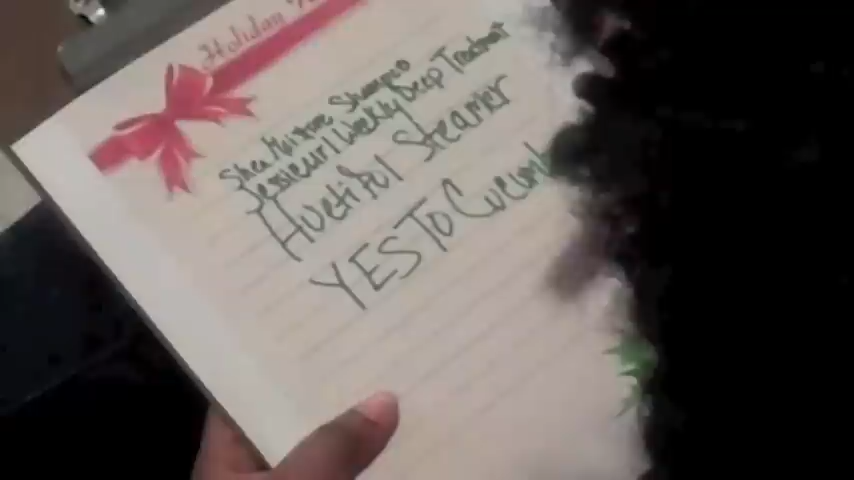 Holiday
Shea Moisture Shampoo
Jessicurl Weekly Deep Treatment
Huetiful Steamer
YES To Cucumb